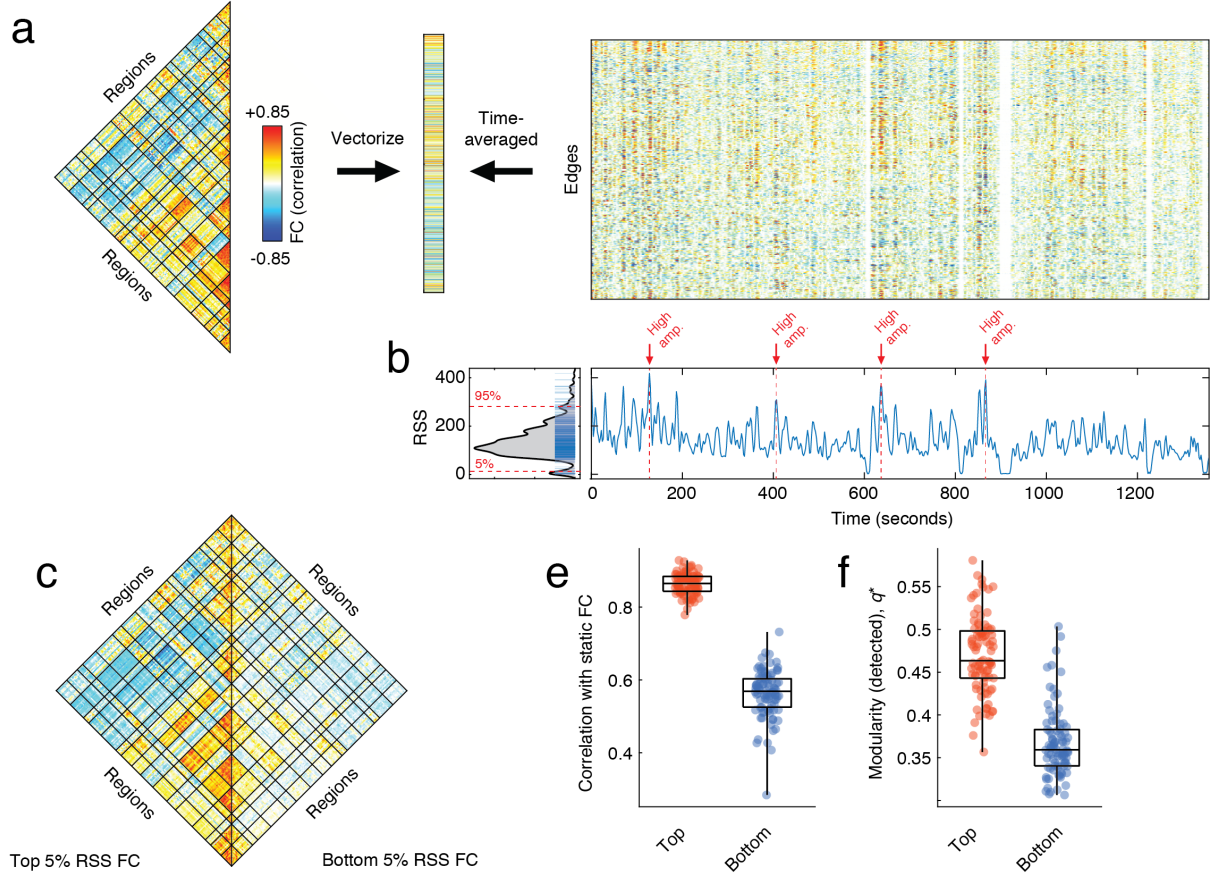 a
Regions
Regions
+0.85
FC (correlation)
-0.85
Vectorize
Time-
averaged
Edges
b
High
amp.
High
amp.
High
amp.
High
amp.
RSS
400
200
0
95%
5%
0
200
400
600
800
1000
1200
Time (seconds)
c
Regions
Regions
Regions
Regions
Top 5% RSS FC
Bottom 5% RSS FC
e
Correlation with static FC
0.8
0.6
0.4
Top
Bottom
f
Modularity (detected), q*
0.55
0.5
0.45
0.4
0.35
Top
Bottom